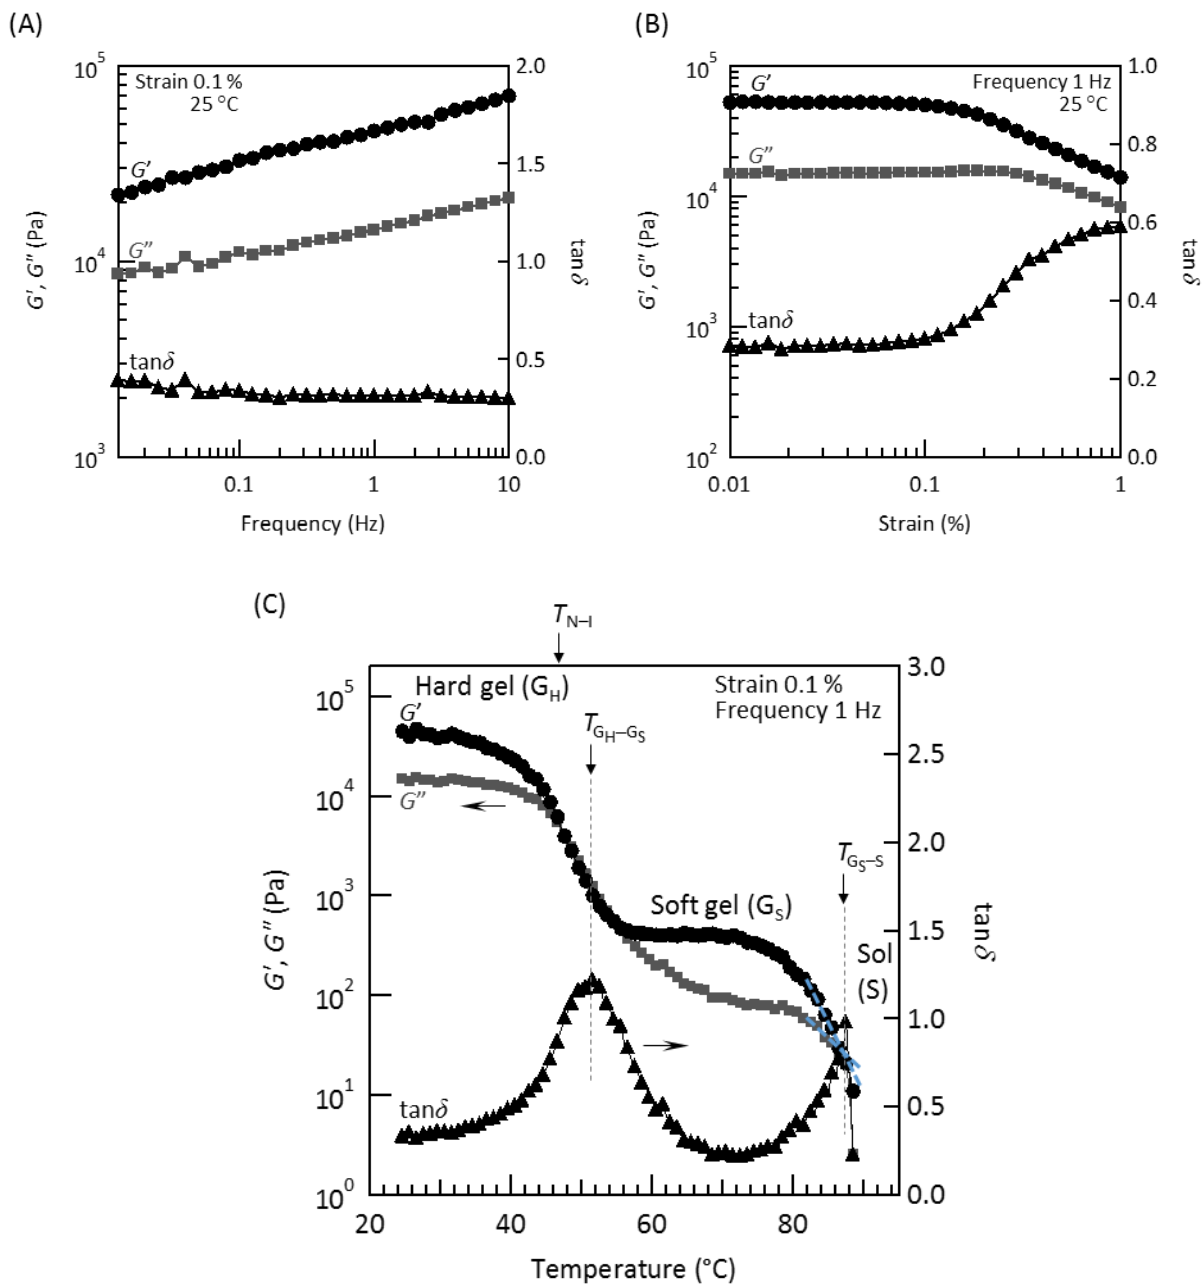 (A)
10⁵
2.0
Strain 0.1 %
25 °C
G'
1.5
G''
10⁴
1.0
G', G'' (Pa)
tan δ
tanδ
0.5
10³
0.0
0.1
1
10
Frequency (Hz)
(B)
10⁵
1.0
Frequency 1 Hz
25 °C
G'
0.8
G''
10⁴
0.6
G', G'' (Pa)
tan δ
0.4
tanδ
10³
0.2
10²
0.0
0.01
0.1
1
Strain (%)
(C)
T_N–I
3.0
10⁵
Hard gel (G_H)
Strain 0.1 %
Frequency 1 Hz
G'
T_G_H–G_S
2.5
10⁴
G''
2.0
T_G_S–S
10³
Soft gel (G_S)
1.5
Sol
(S)
G', G'' (Pa)
tan δ
10²
1.0
10¹
tanδ
0.5
10⁰
0.0
20
40
60
80
Temperature (°C)